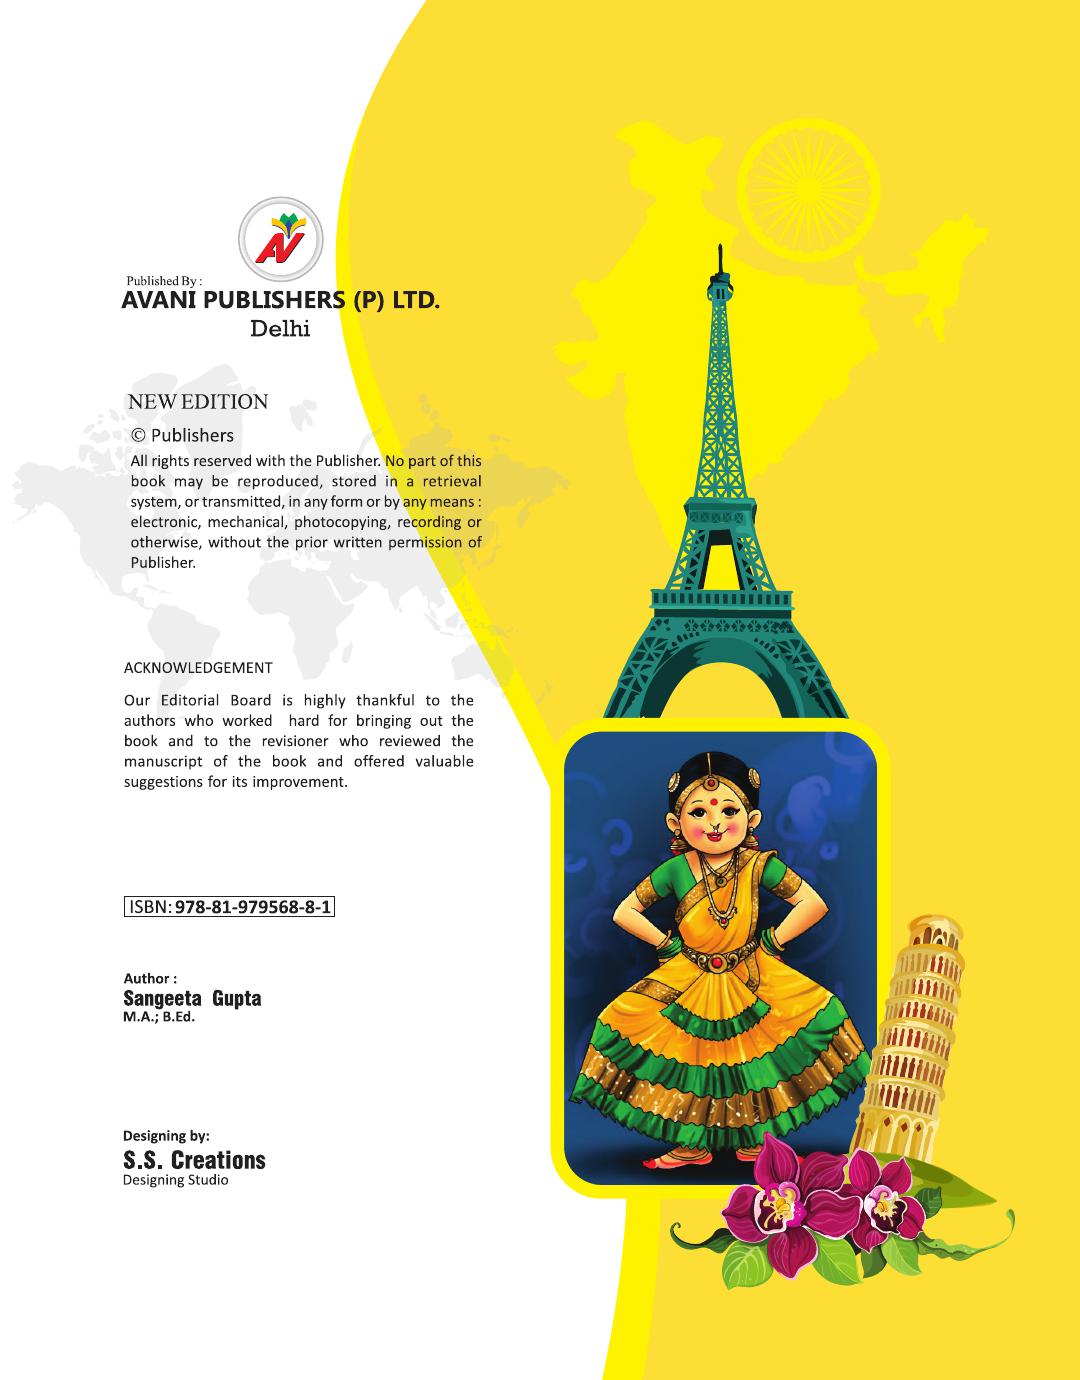 AV
Published By :
AVANI PUBLISHERS (P) LTD.
Delhi
NEW EDITION
© Publishers
All rights reserved with the Publisher. No part of this
book may be reproduced, stored in a retrieval
system, or transmitted, in any form or by any means :
electronic, mechanical, photocopying, recording or
otherwise, without the prior written permission of
Publisher.
ACKNOWLEDGEMENT
Our Editorial Board is highly thankful to the
authors who worked hard for bringing out the
book and to the revisioner who reviewed the
manuscript of the book and offered valuable
suggestions for its improvement.
ISBN: 978-81-979568-8-1
Author :
Sangeeta Gupta
M.A.; B.Ed.
Designing by:
S.S. Creations
Designing Studio